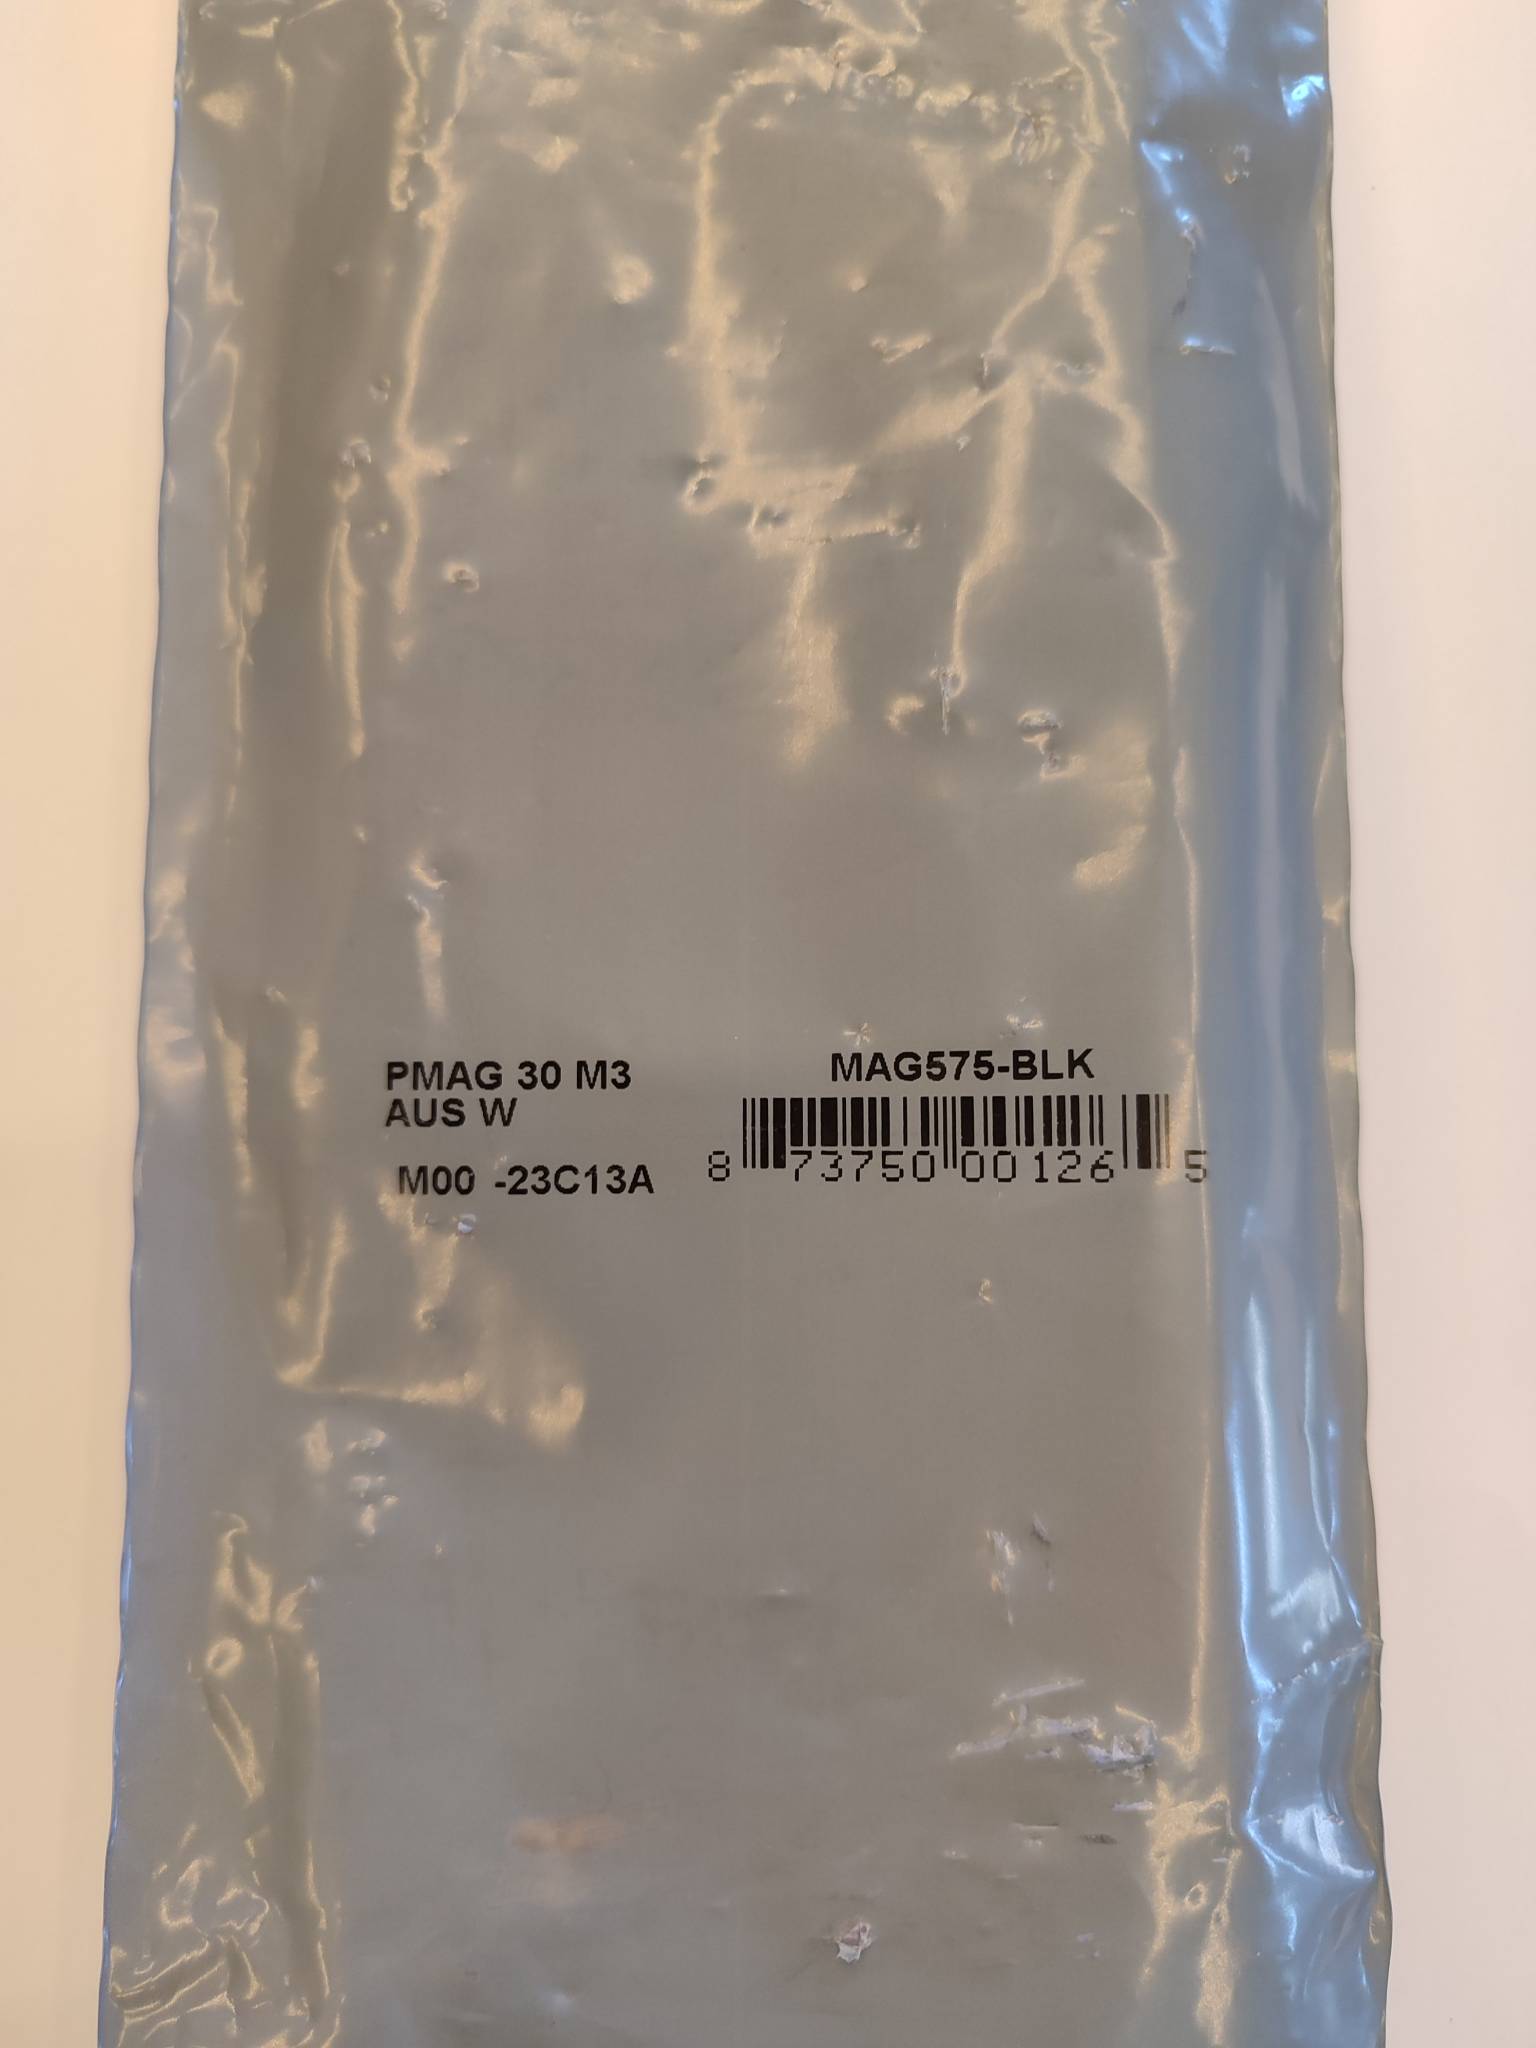 PMAG 30 M3
AUS W
M00 -23C13A
MAG575-BLK
8 73750 00126 5